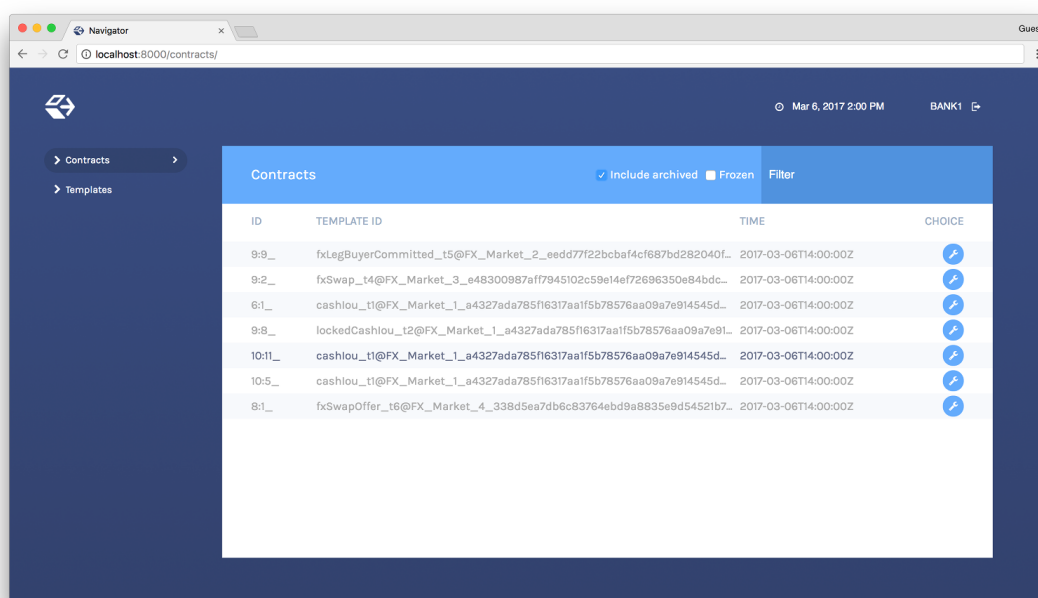 Navigator
Gues
localhost:8000/contracts/
Mar 6, 2017 2:00 PM BANK1
Contracts
Templates
Contracts Include archived Frozen Filter
ID TEMPLATE ID TIME CHOICE
9:9_ fxLegBuyerCommitted_t5@FX_Market_2_eedd77f22bcbaf4cf687bd282040f... 2017-03-06T14:00:00Z
9:2_ fxSwap_t4@FX_Market_3_e48300987aff7945102c59e14ef72696350e84bdc... 2017-03-06T14:00:00Z
6:1_ cashIou_t1@FX_Market_1_a4327ada785f16317aa1f5b78576aa09a7e914545d... 2017-03-06T14:00:00Z
9:8_ lockedCashIou_t2@FX_Market_1_a4327ada785f16317aa1f5b78576aa09a7e91... 2017-03-06T14:00:00Z
10:11_ cashIou_t1@FX_Market_1_a4327ada785f16317aa1f5b78576aa09a7e914545d... 2017-03-06T14:00:00Z
10:5_ cashIou_t1@FX_Market_1_a4327ada785f16317aa1f5b78576aa09a7e914545d... 2017-03-06T14:00:00Z
8:1_ fxSwapOffer_t6@FX_Market_4_338d5ea7db6c83764ebd9a8835e9d54521b7... 2017-03-06T14:00:00Z